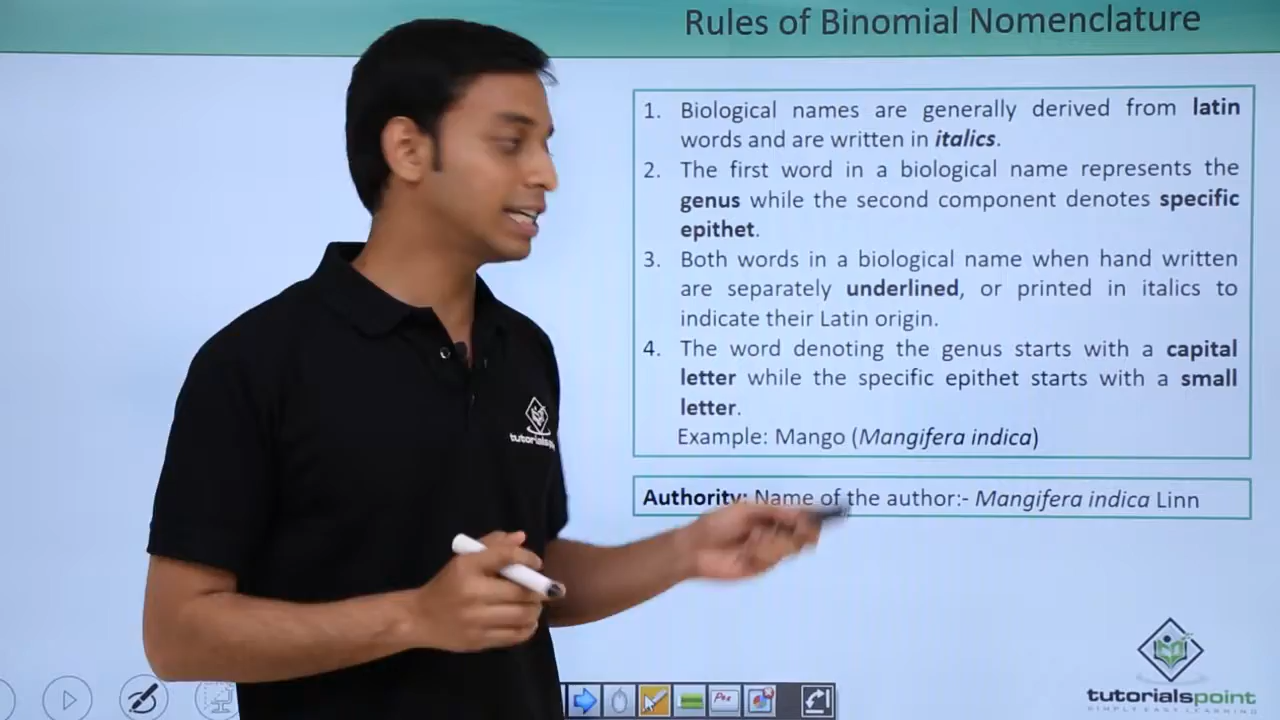 Rules of Binomial Nomenclature
1. Biological names are generally derived from latin
words and are written in italics.
2. The first word in a biological name represents the
genus while the second component denotes specific
epithet.
3. Both words in a biological name when hand written
are separately underlined, or printed in italics to
indicate their Latin origin.
4. The word denoting the genus starts with a capital
letter while the specific epithet starts with a small
letter.
Example: Mango (Mangifera indica)
Authority: Name of the author:- Mangifera indica Linn
tutorialspoint
SIMPLY EASY LEARNING